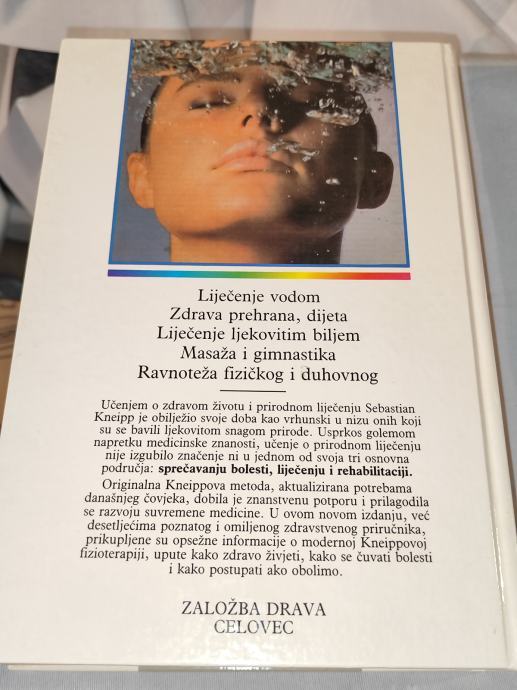 Liječenje vodom
Zdrava prehrana, dijeta
Liječenje ljekovitim biljem
Masaža i gimnastika
Ravnoteža fizičkog i duhovnog
Učenjem o zdravom životu i prirodnom liječenju Sebastian
Kneipp je obilježio svoje doba kao vrhunski u nizu onih koji
su se bavili ljekovitom snagom prirode. Usprkos golemom
napretku medicinske znanosti, učenje o prirodnom liječenju
nije izgubilo značenje ni u jednom od svoja tri osnovna
područja: sprečavanju bolesti, liječenju i rehabilitaciji.
Originalna Kneippova metoda, aktualizirana potrebama
današnjeg čovjeka, dobila je znanstvenu potporu i prilagodila
se razvoju suvremene medicine. U ovom novom izdanju, već
desetljećima poznatog i omiljenog zdravstvenog priručnika,
prikupljene su opsežne informacije o modernoj Kneippovoj
fizioterapiji, upute kako zdravo živjeti, kako se čuvati bolesti
i kako postupati ako obolimo.
ZALOŽBA DRAVA
CELOVEC